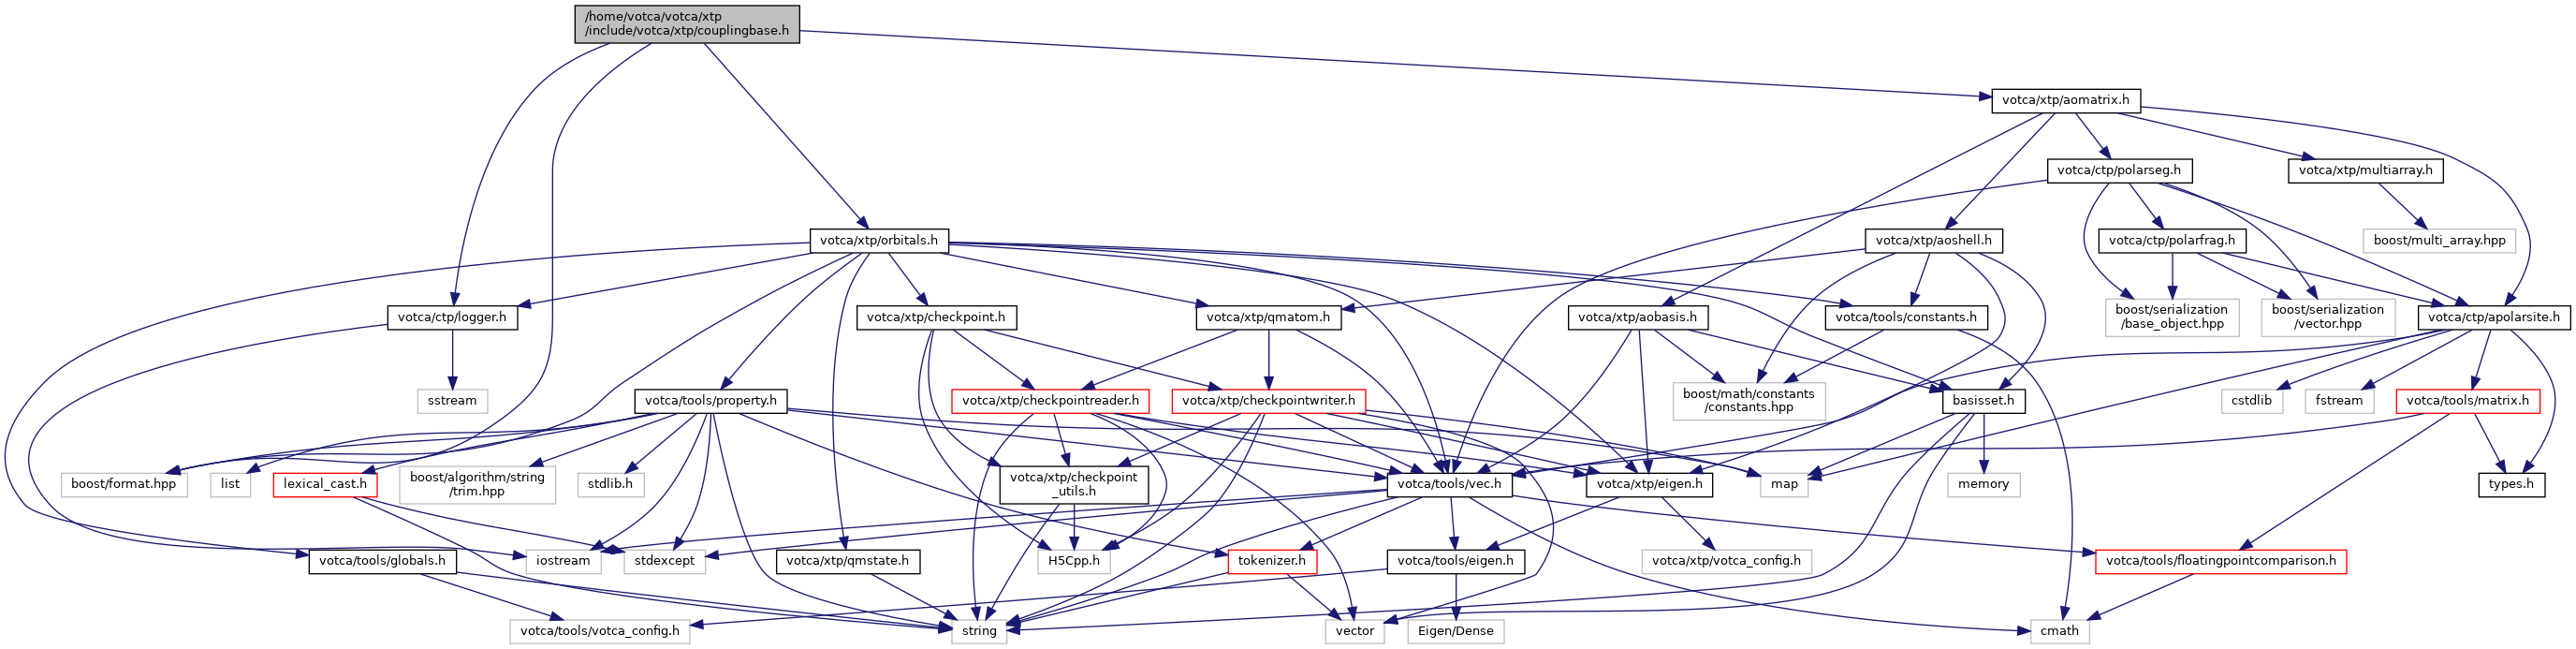 /home/votca/votca/xtp
/include/votca/xtp/couplingbase.h
votca/xtp/aomatrix.h
votca/ctp/polarseg.h
votca/xtp/multiarray.h
votca/xtp/orbitals.h
votca/xtp/aoshell.h
votca/ctp/polarfrag.h
boost/multi_array.hpp
votca/ctp/logger.h
votca/xtp/checkpoint.h
votca/xtp/qmatom.h
votca/xtp/aobasis.h
votca/tools/constants.h
boost/serialization
/base_object.hpp
boost/serialization
/vector.hpp
votca/ctp/apolarsite.h
sstream
votca/tools/property.h
votca/xtp/checkpointreader.h
votca/xtp/checkpointwriter.h
boost/math/constants
/constants.hpp
basisset.h
cstdlib
fstream
votca/tools/matrix.h
boost/format.hpp
list
lexical_cast.h
boost/algorithm/string
/trim.hpp
stdlib.h
votca/xtp/checkpoint
_utils.h
votca/tools/vec.h
votca/xtp/eigen.h
map
memory
types.h
votca/tools/globals.h
iostream
stdexcept
votca/xtp/qmstate.h
H5Cpp.h
tokenizer.h
votca/tools/eigen.h
votca/xtp/votca_config.h
votca/tools/floatingpointcomparison.h
votca/tools/votca_config.h
string
vector
Eigen/Dense
cmath